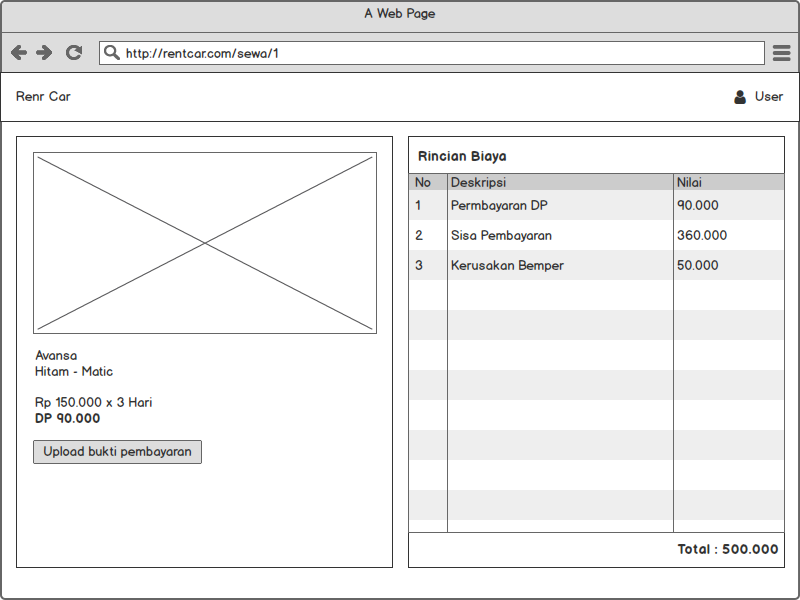 A Web Page
http://rentcar.com/sewa/1
Renr Car
User
Avansa
Hitam - Matic
Rp 150.000 x 3 Hari
DP 90.000
Upload bukti pembayaran
Rincian Biaya
No Deskripsi Nilai
1 Permbayaran DP 90.000
2 Sisa Pembayaran 360.000
3 Kerusakan Bemper 50.000
Total : 500.000